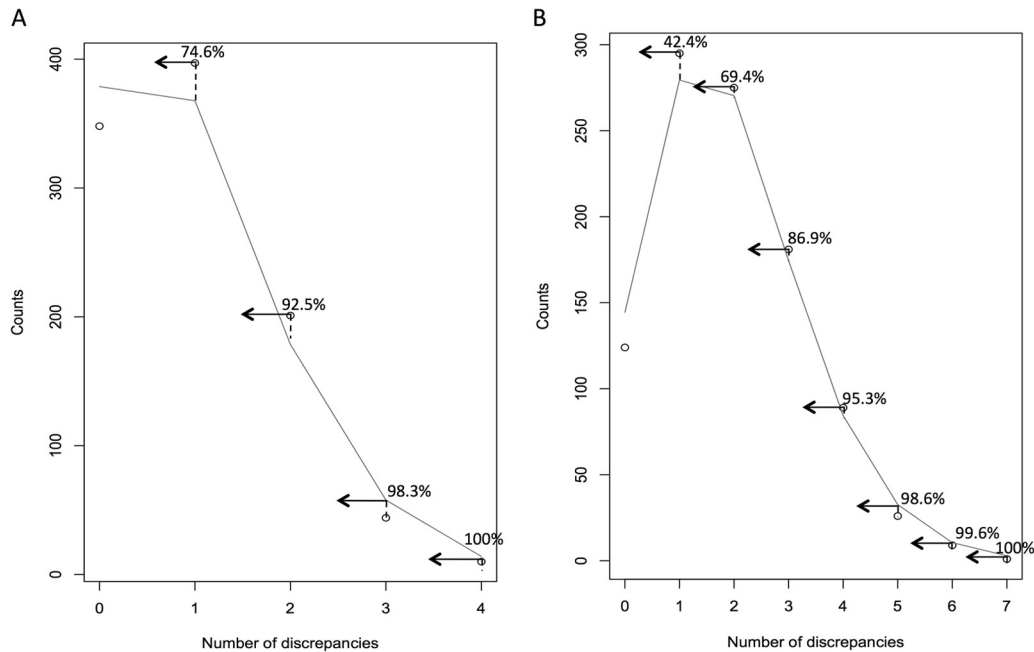 A
Counts
400
300
200
100
0
74.6%
92.5%
98.3%
100%
0 1 2 3 4
Number of discrepancies
B
Counts
300
250
200
150
100
50
0
42.4%
69.4%
86.9%
95.3%
98.6%
99.6%
100%
0 1 2 3 4 5 6 7
Number of discrepancies